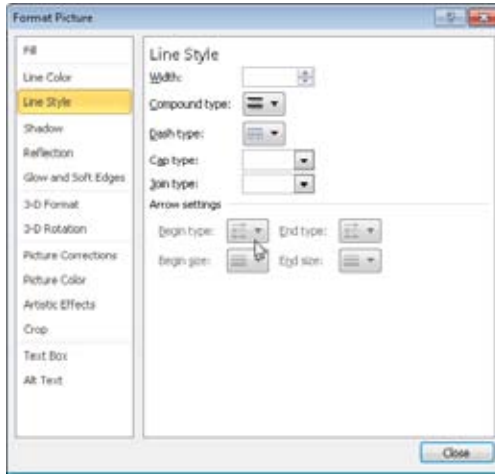 Format Picture
Fill
Line Color
Line Style
Shadow
Reflection
Glow and Soft Edges
3-D Format
3-D Rotation
Picture Corrections
Picture Color
Artistic Effects
Crop
Text Box
Alt Text
Line Style
Width:
Compound type:
Dash type:
Cap type:
Join type:
Arrow settings
Begin type: End type:
Begin size: End size:
Close